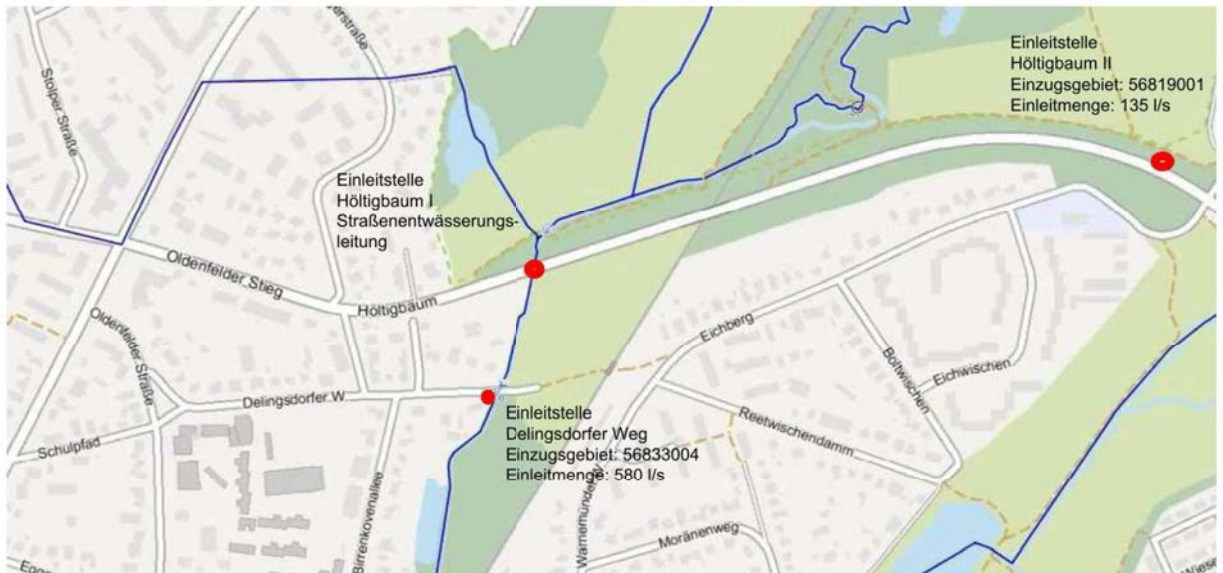 Einleitstelle
Höltigbaum II
Einzugsgebiet: 56819001
Einleitmenge: 135 l/s
Stolper Straße
Einleitstelle
Höltigbaum I
Straßenentwässerungs-
leitung
Oldenfelder Stieg
Höltigbaum
Oldenfelder Straße
Eichberg
Boltwischen
Eichwischen
Delingsdorfer W
Einleitstelle
Delingsdorfer Weg
Einzugsgebiet: 56833004
Einleitmenge: 580 l/s
Reetwischendamm
Schulpfad
Birrenkovenallee
Moränenweg